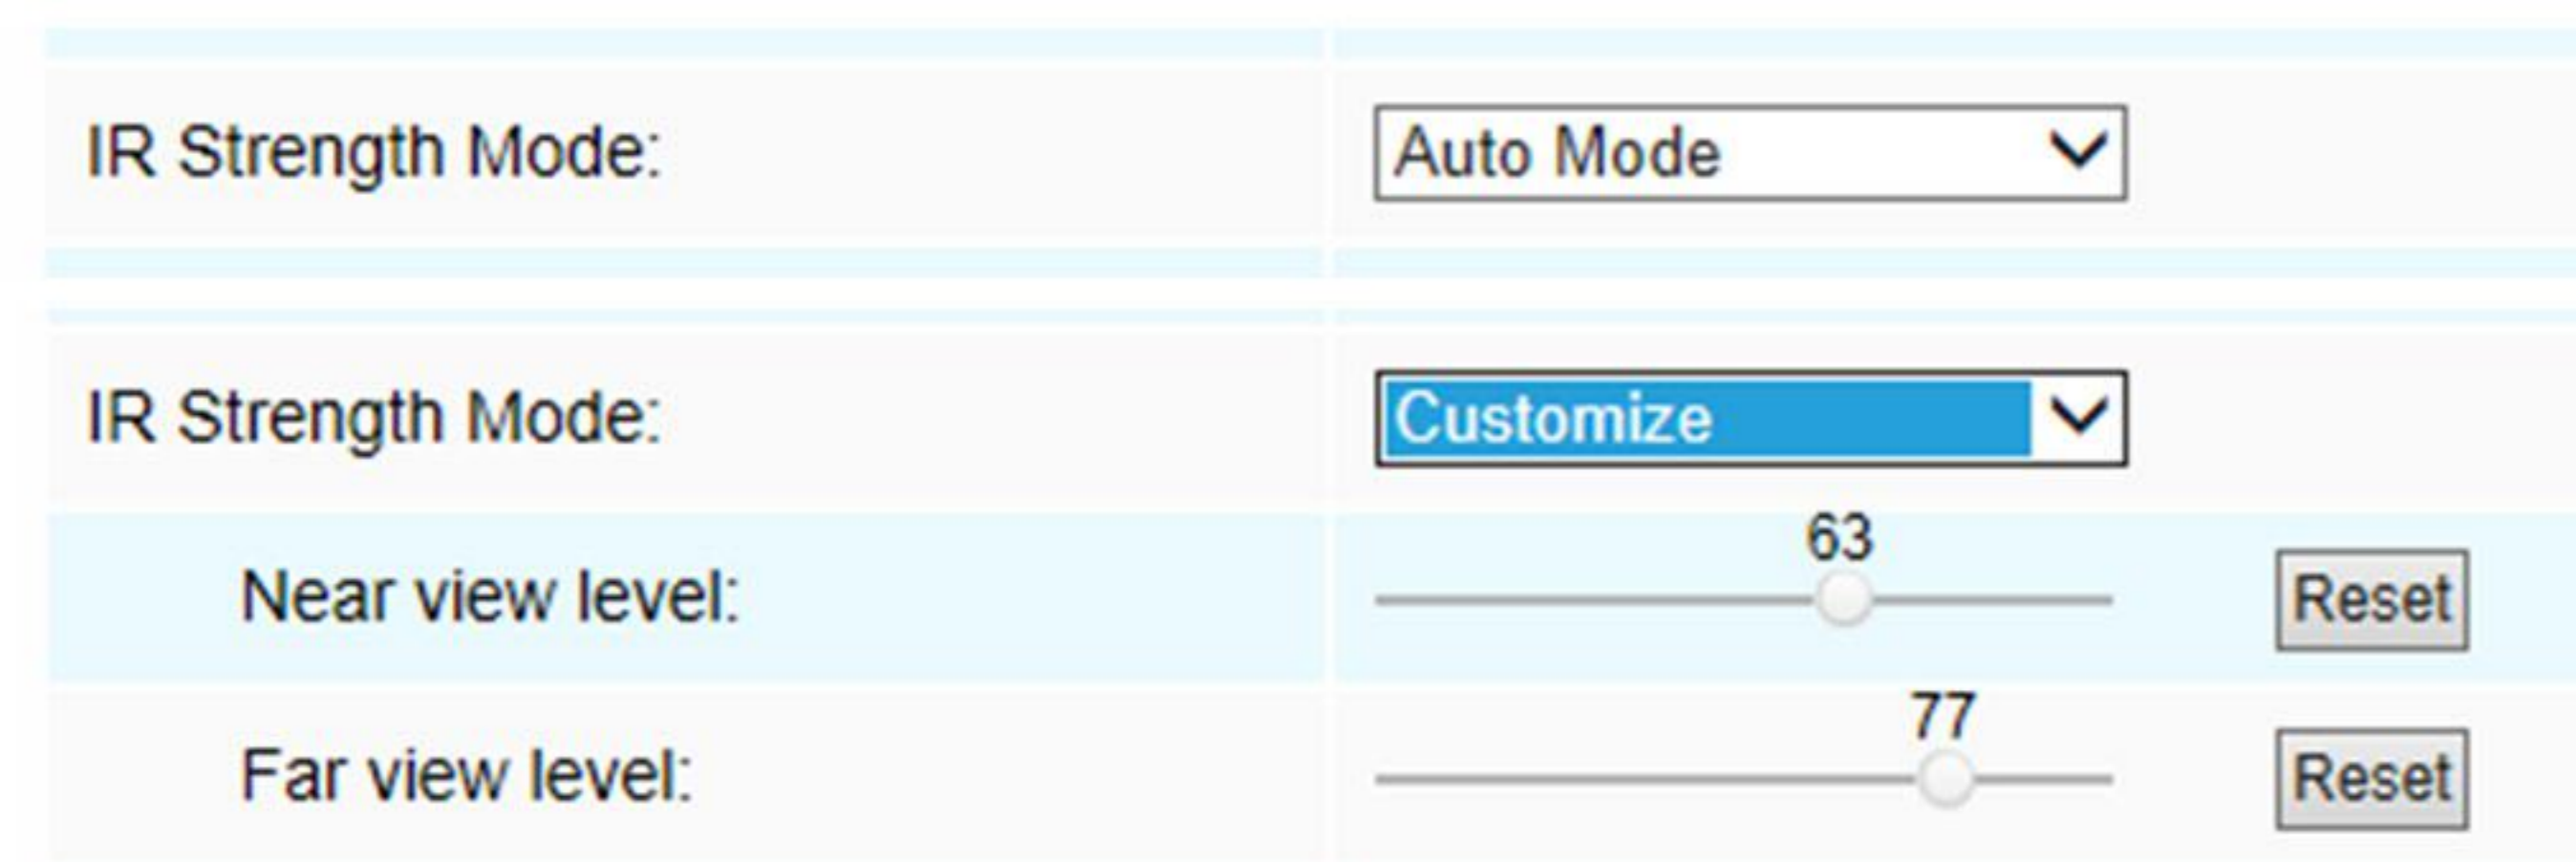 IR Strength Mode: Auto Mode
IR Strength Mode: Customize
63
Near view level: Reset
77
Far view level: Reset